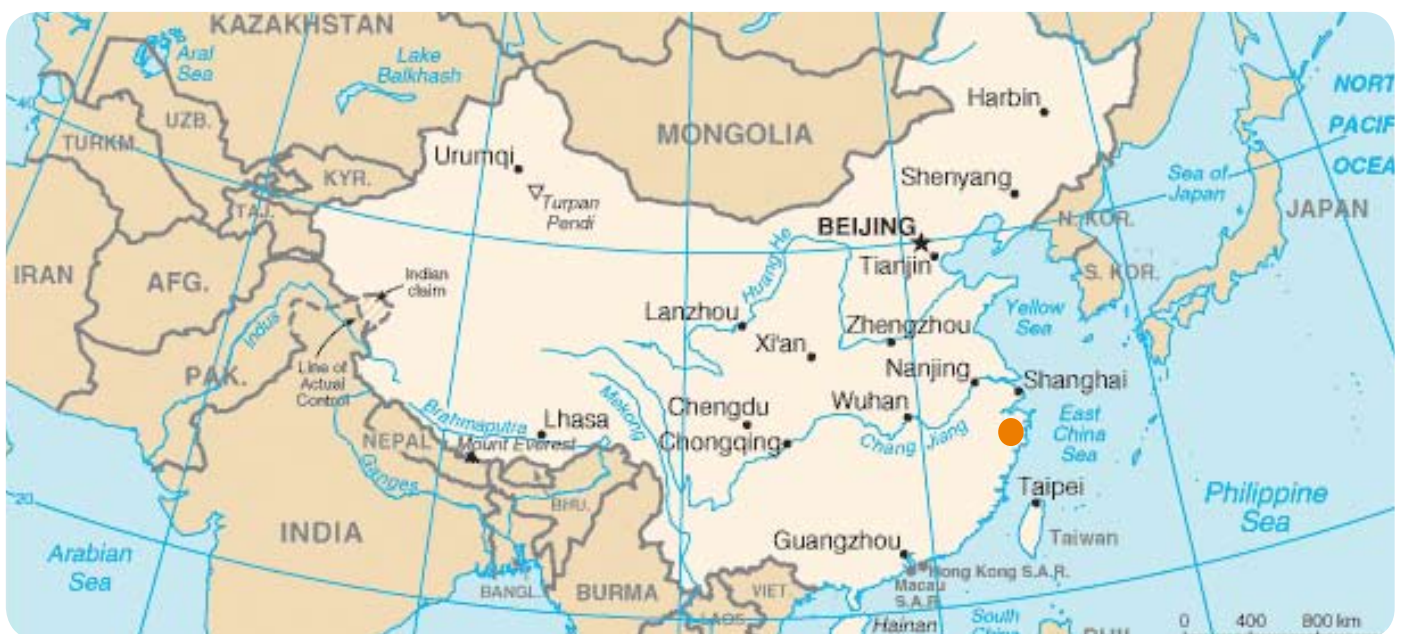 KAZAKHSTAN
Aral
Sea
Lake
Balkhash
40
UZB.
TURKM.
KYR.
TAJ.
MONGOLIA
Harbin
NORT
PACIF
OCEA
Urumqi
Turpan
Pendi
Shenyang
Sea of
Japan
JAPAN
BEIJING
Tianjin
N. KOR.
S. KOR.
IRAN
AFG.
Indian
claim
Huang He
Lanzhou
Zhengzhou
Yellow
Sea
Xi'an
Indus
PAK.
Line of
Actual
Control
Nanjing
Shanghai
Mekong
Chengdu
Wuhan
East
China
Sea
Brahmaputra
Lhasa
NEPAL
Mount Everest
Chongqing
Chang Jiang
Ganges
20
BHU.
Taipei
Taiwan
Philippine
Sea
INDIA
Arabian
Sea
Guangzhou
Hong Kong S.A.R.
Macau
S.A.R.
BANGL.
BURMA
VIET.
LAOS
Hainan
South
0 400 800 km